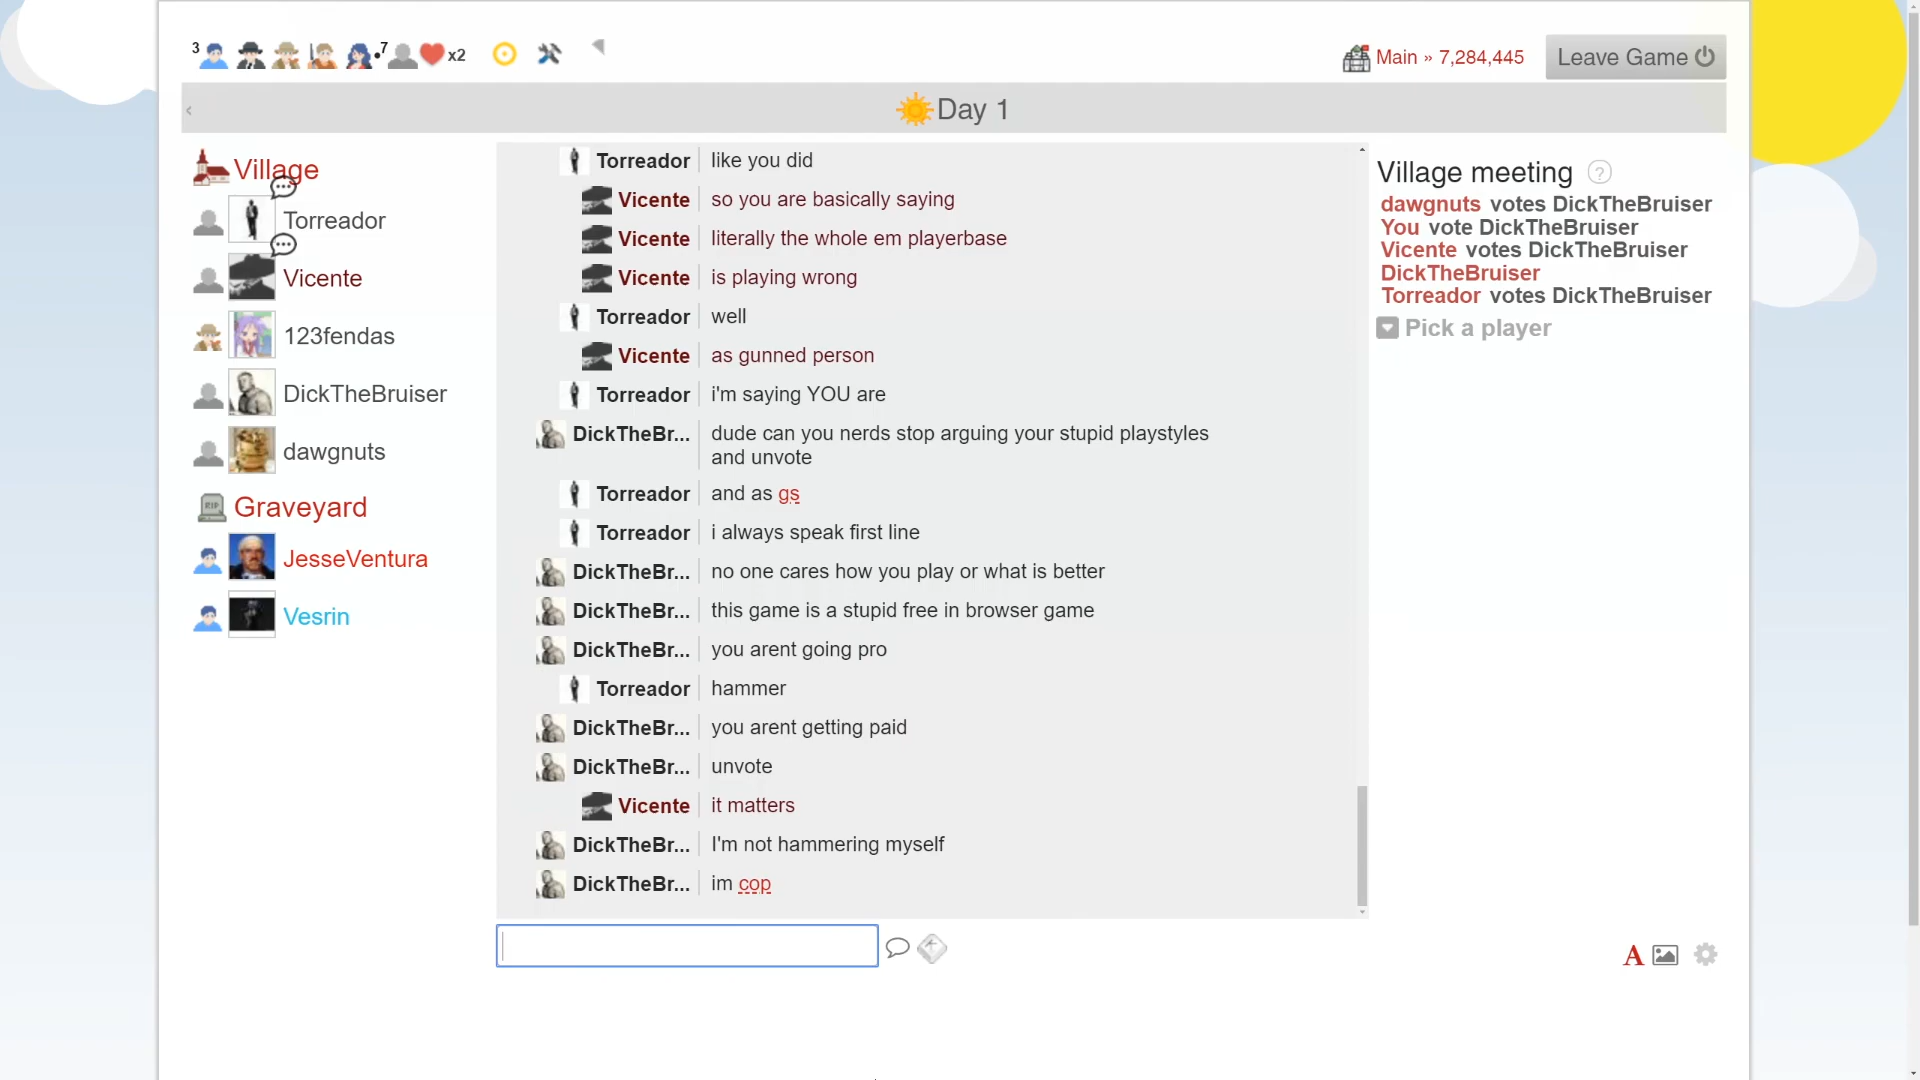 3
7
x2
Main » 7,284,445
Leave Game
Day 1
Village
Torreador
Vicente
123fendas
DickTheBruiser
dawgnuts
Graveyard
RIP
JesseVentura
Vesrin
Torreador like you did
Vicente so you are basically saying
Vicente literally the whole em playerbase
Vicente is playing wrong
Torreador well
Vicente as gunned person
Torreador i'm saying YOU are
DickTheBr... dude can you nerds stop arguing your stupid playstyles
and unvote
Torreador and as gs
Torreador i always speak first line
DickTheBr... no one cares how you play or what is better
DickTheBr... this game is a stupid free in browser game
DickTheBr... you arent going pro
Torreador hammer
DickTheBr... you arent getting paid
DickTheBr... unvote
Vicente it matters
DickTheBr... I'm not hammering myself
DickTheBr... im cop
Village meeting ?
dawgnuts votes DickTheBruiser
You vote DickTheBruiser
Vicente votes DickTheBruiser
DickTheBruiser
Torreador votes DickTheBruiser
Pick a player
A